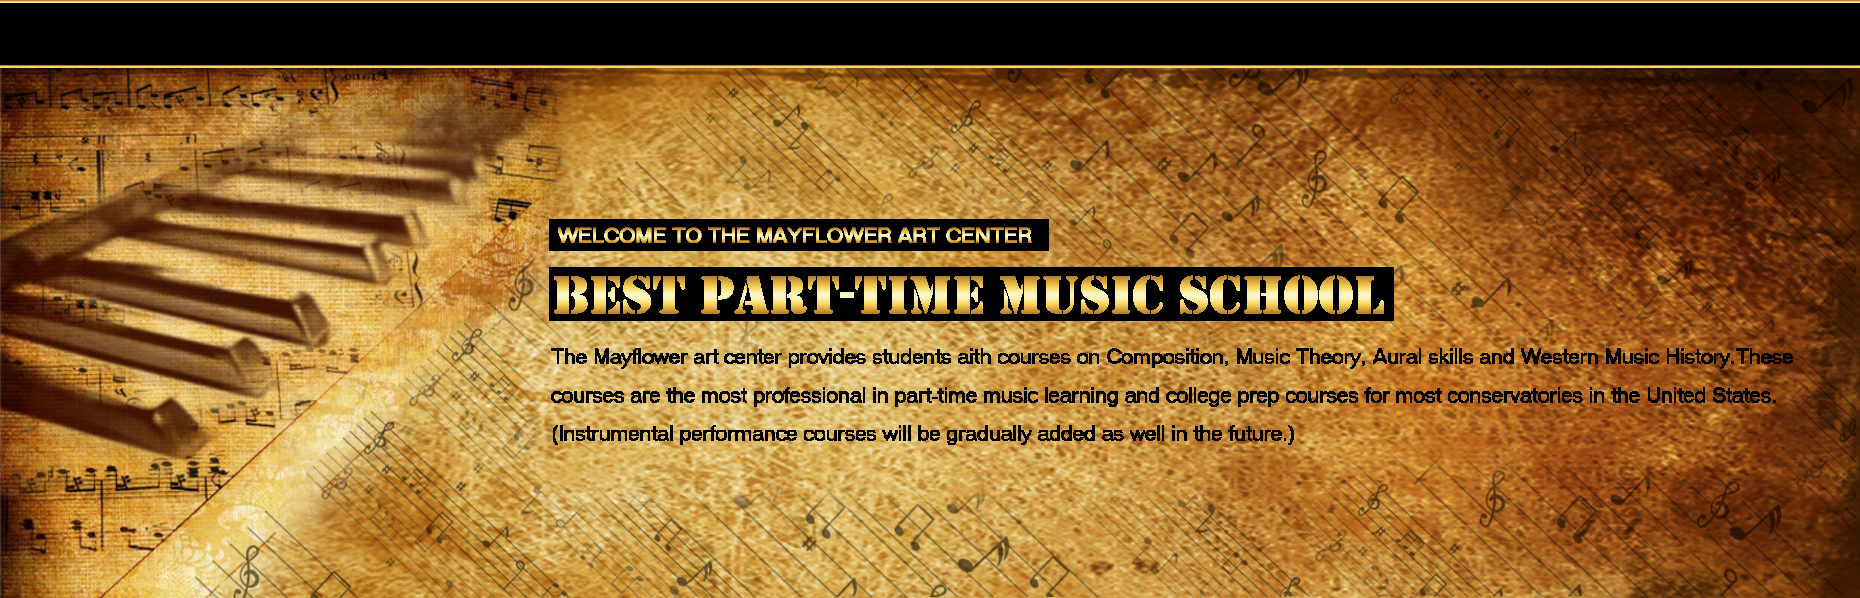 WELCOME TO THE MAYFLOWER ART CENTER
BEST PART-TIME MUSIC SCHOOL
The Mayflower art center provides students aith courses on Composition, Music Theory, Aural skills and Western Music History.These
courses are the most professional in part-time music learning and college prep courses for most conservatories in the United States.
(Instrumental performance courses will be gradually added as well in the future.)